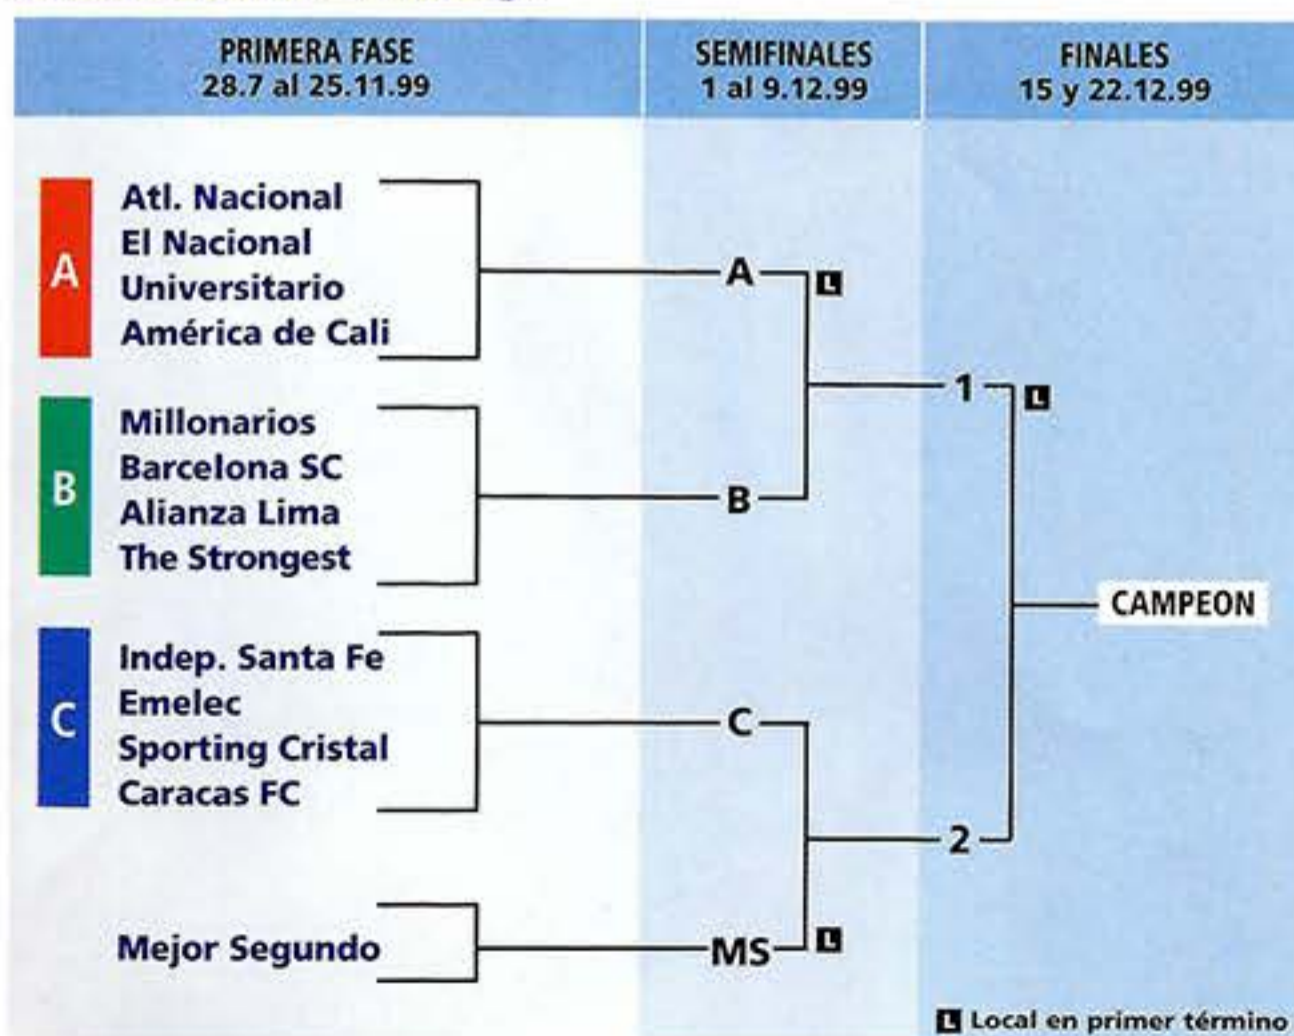 PRIMERA FASE
28.7 al 25.11.99
SEMIFINALES
1 al 9.12.99
FINALES
15 y 22.12.99
A
Atl. Nacional
El Nacional
Universitario
América de Cali
B
Millonarios
Barcelona SC
Alianza Lima
The Strongest
C
Indep. Santa Fe
Emelec
Sporting Cristal
Caracas FC
Mejor Segundo
A
L
B
C
MS
L
1
L
2
CAMPEON
L Local en primer término